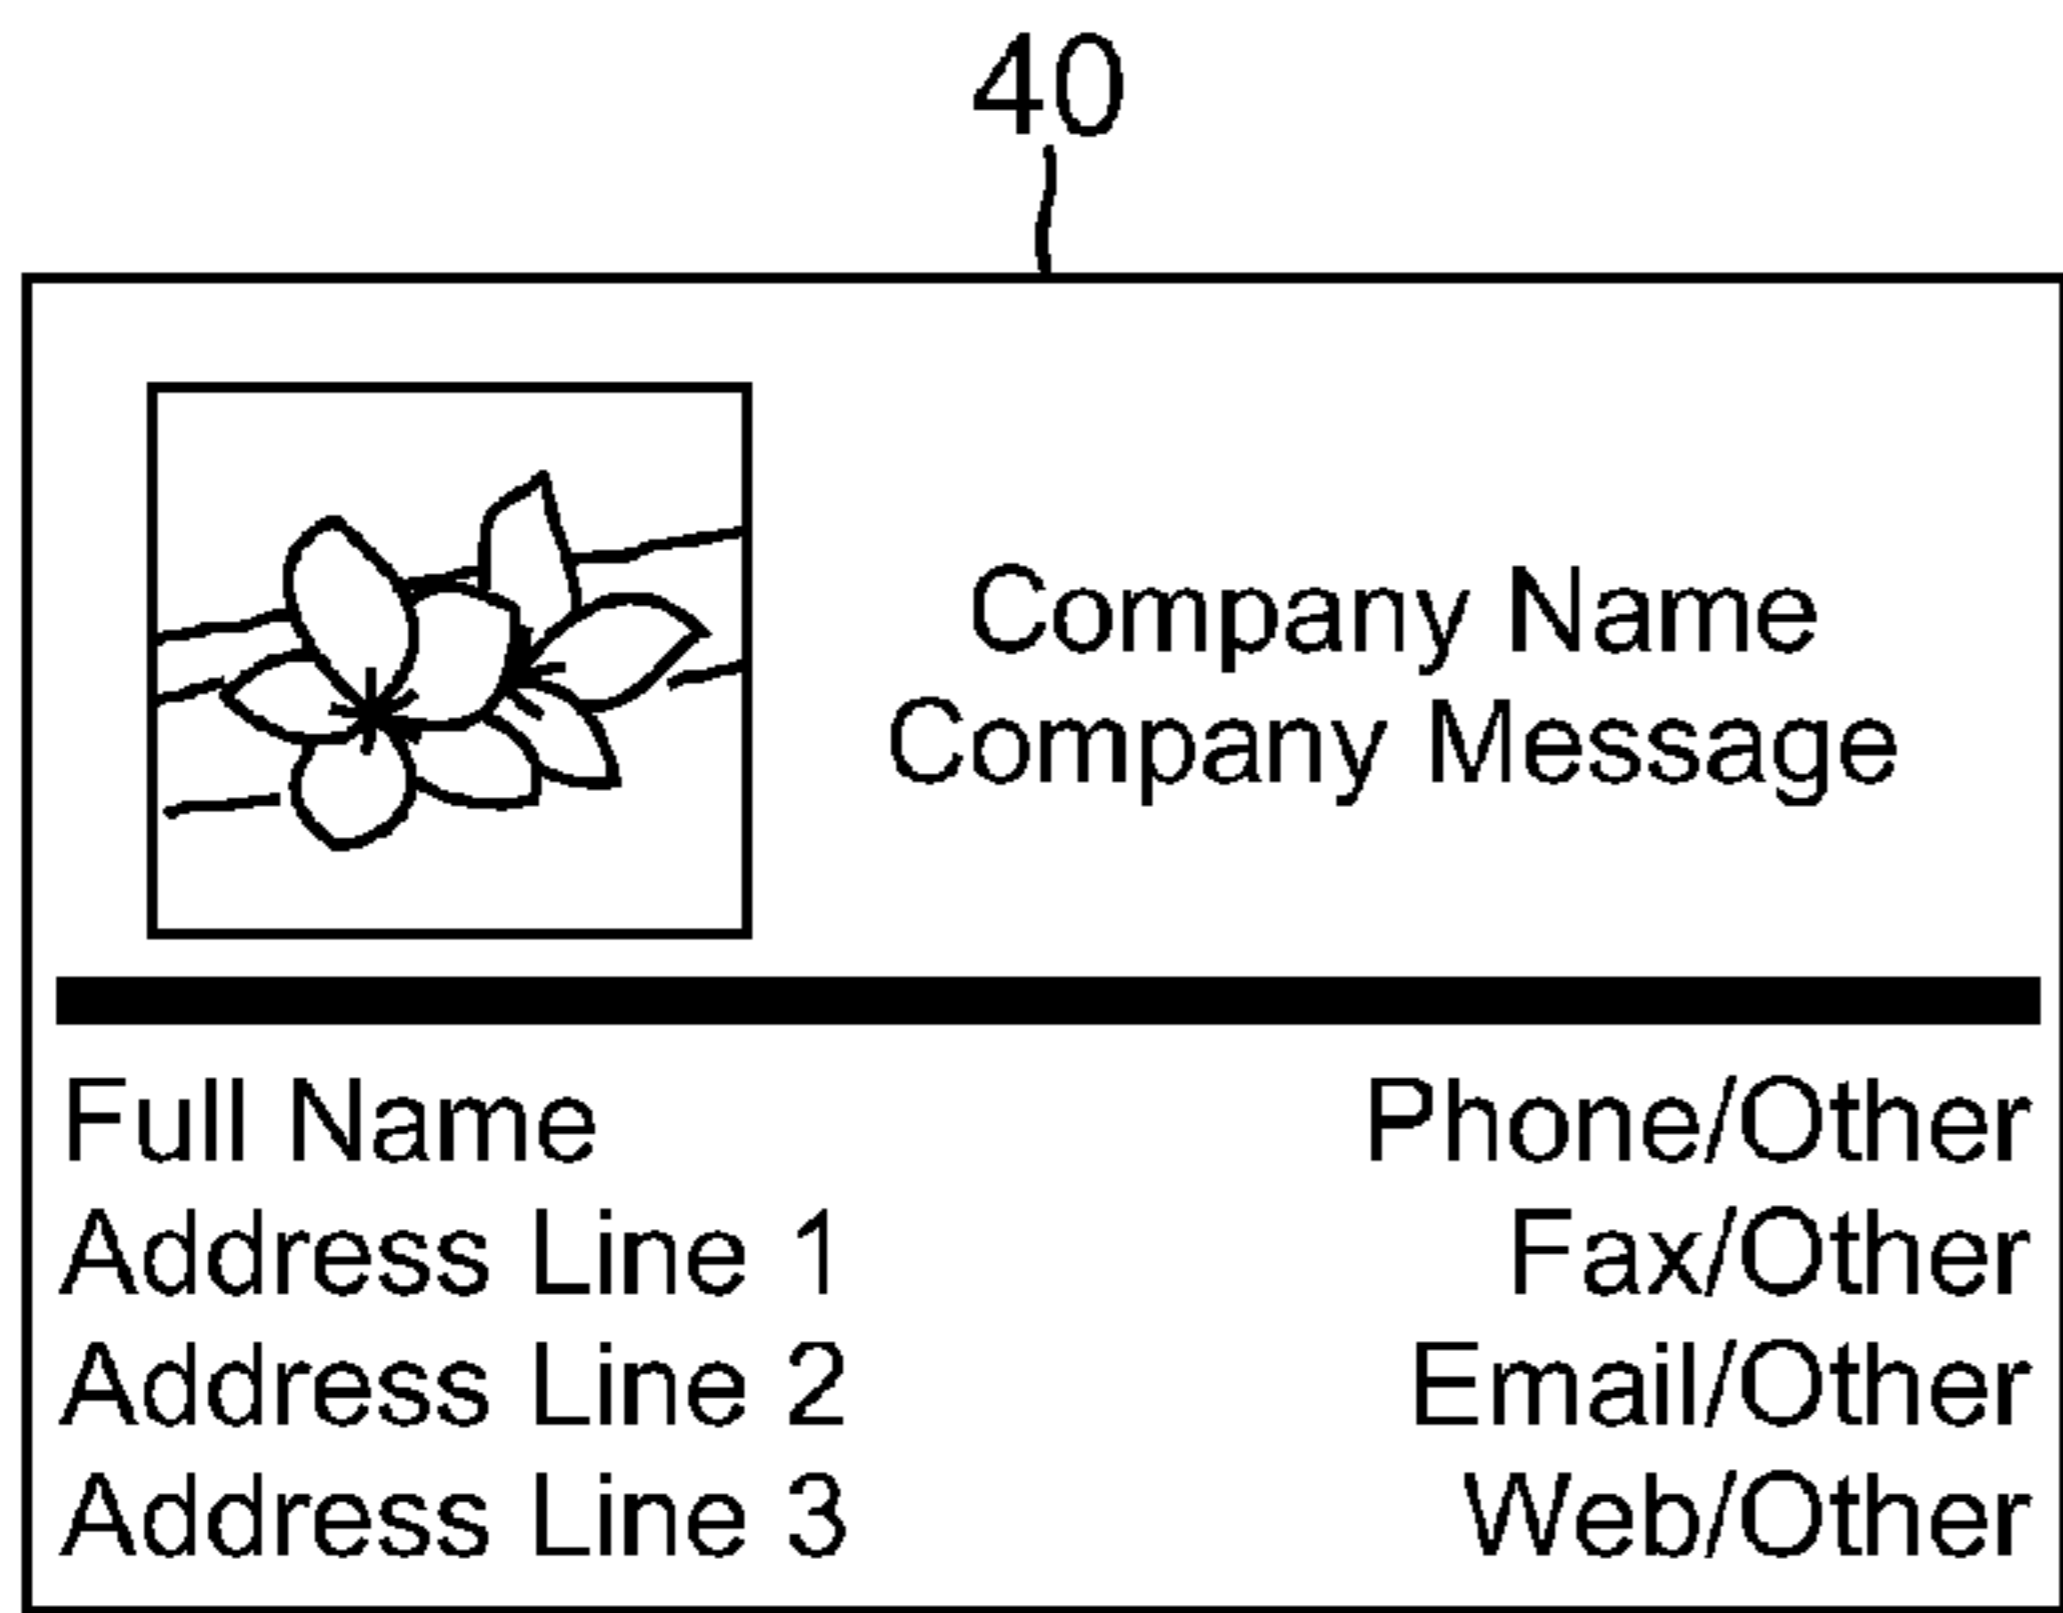 40
Company Name
Company Message
Full Name
Address Line 1
Address Line 2
Address Line 3
Phone/Other
Fax/Other
Email/Other
Web/Other